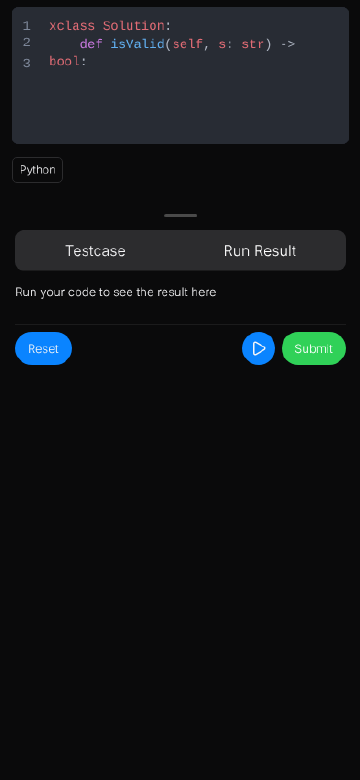 1 xclass Solution:
2 def isValid(self, s: str) ->
3 bool:
Python
Testcase Run Result
Run your code to see the result here
Reset Submit